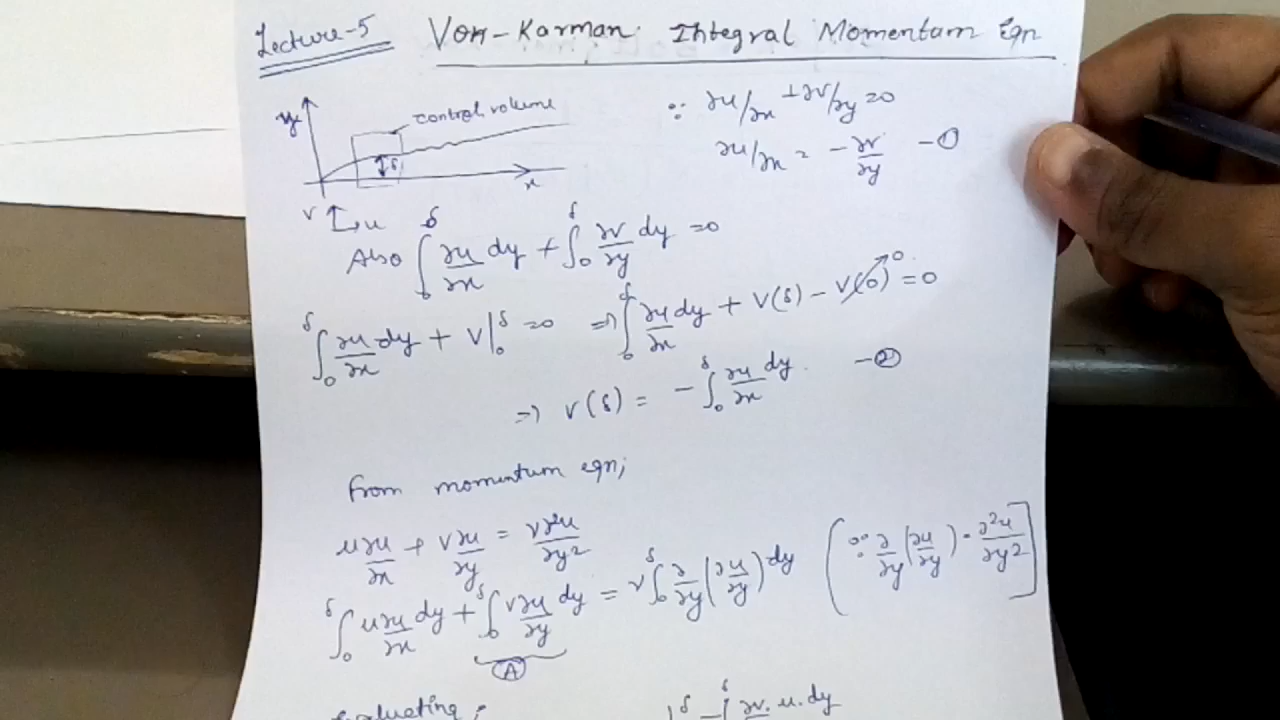 Lecture-5 Von-Karman Integral Momentum Eqn
y control volume
δ
x
v u
∵ ∂u/∂x + ∂v/∂y = 0
∂u/∂x = - ∂v/∂y - ①
Also ∫₀^δ ∂u/∂x dy + ∫₀^δ ∂v/∂y dy = 0
∫₀^δ ∂u/∂x dy + v|₀^δ = 0 ⇒ ∫₀^δ ∂u/∂x dy + v(δ) - v(0)↗0 = 0
⇒ v(δ) = - ∫₀^δ ∂u/∂x dy. - ②
From momentum eqn;
u∂u/∂x + v∂u/∂y = ν∂²u/∂y²
∫₀^δ u∂u/∂x dy + ∫₀^δ v∂u/∂y dy = ν∫₀^δ ∂/∂y (∂u/∂y) dy [∵ ∂/∂y (∂u/∂y) = ∂²u/∂y²]
Ⓐ
Evaluating ;
|^δ - ∫^δ ∂v. u. dy